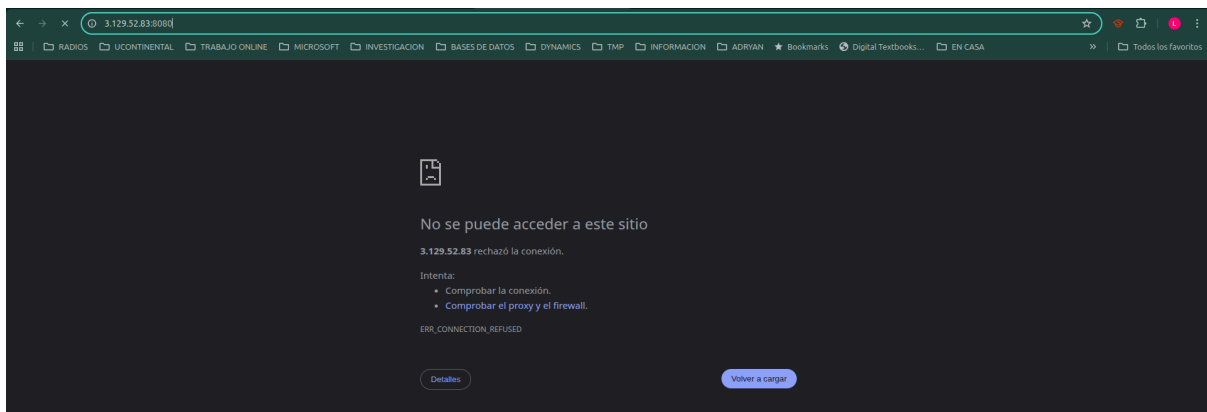 3.129.52.83:8080
RADIOS UCONTINENTAL TRABAJO ONLINE MICROSOFT INVESTIGACION BASES DE DATOS DYNAMICS TMP INFORMACION ADRYAN Bookmarks Digital Textbooks... EN CASA » Todos los favoritos
No se puede acceder a este sitio
3.129.52.83 rechazó la conexión.
Intenta:
• Comprobar la conexión.
• Comprobar el proxy y el firewall.
ERR_CONNECTION_REFUSED
Detalles Volver a cargar